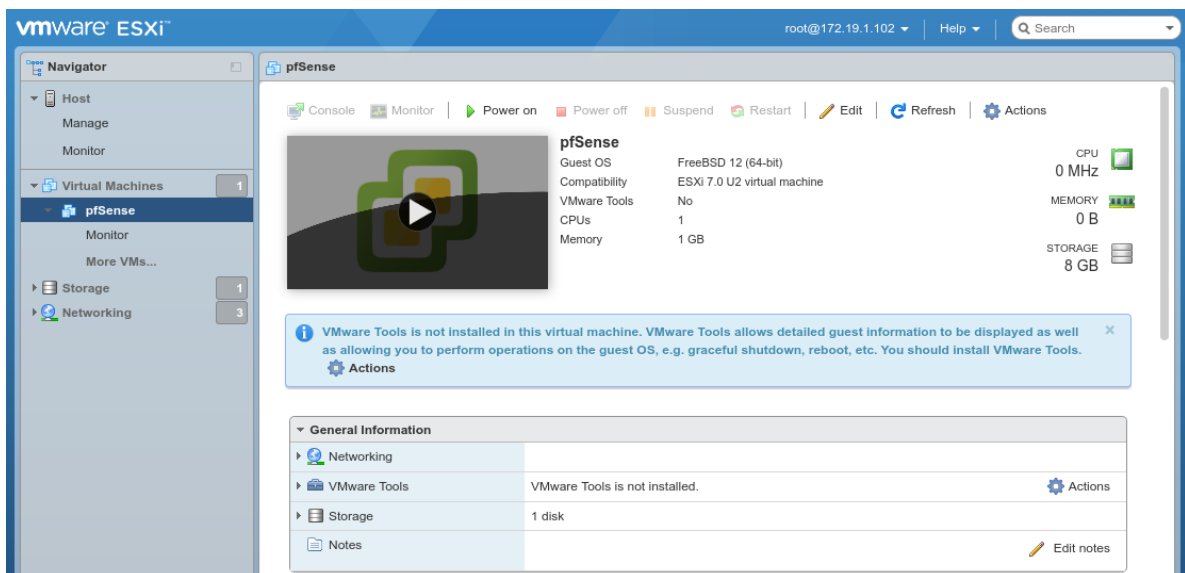 vmware ESXi™
root@172.19.1.102
Help
Search
Navigator
Host
Manage
Monitor
Virtual Machines 1
pfSense
Monitor
More VMs...
Storage 1
Networking 3
pfSense
Console Monitor Power on Power off Suspend Restart Edit Refresh Actions
pfSense
Guest OS FreeBSD 12 (64-bit)
Compatibility ESXi 7.0 U2 virtual machine
VMware Tools No
CPUs 1
Memory 1 GB
CPU
0 MHz
MEMORY
0 B
STORAGE
8 GB
VMware Tools is not installed in this virtual machine. VMware Tools allows detailed guest information to be displayed as well
as allowing you to perform operations on the guest OS, e.g. graceful shutdown, reboot, etc. You should install VMware Tools.
Actions
General Information
Networking
VMware Tools VMware Tools is not installed. Actions
Storage 1 disk
Notes Edit notes